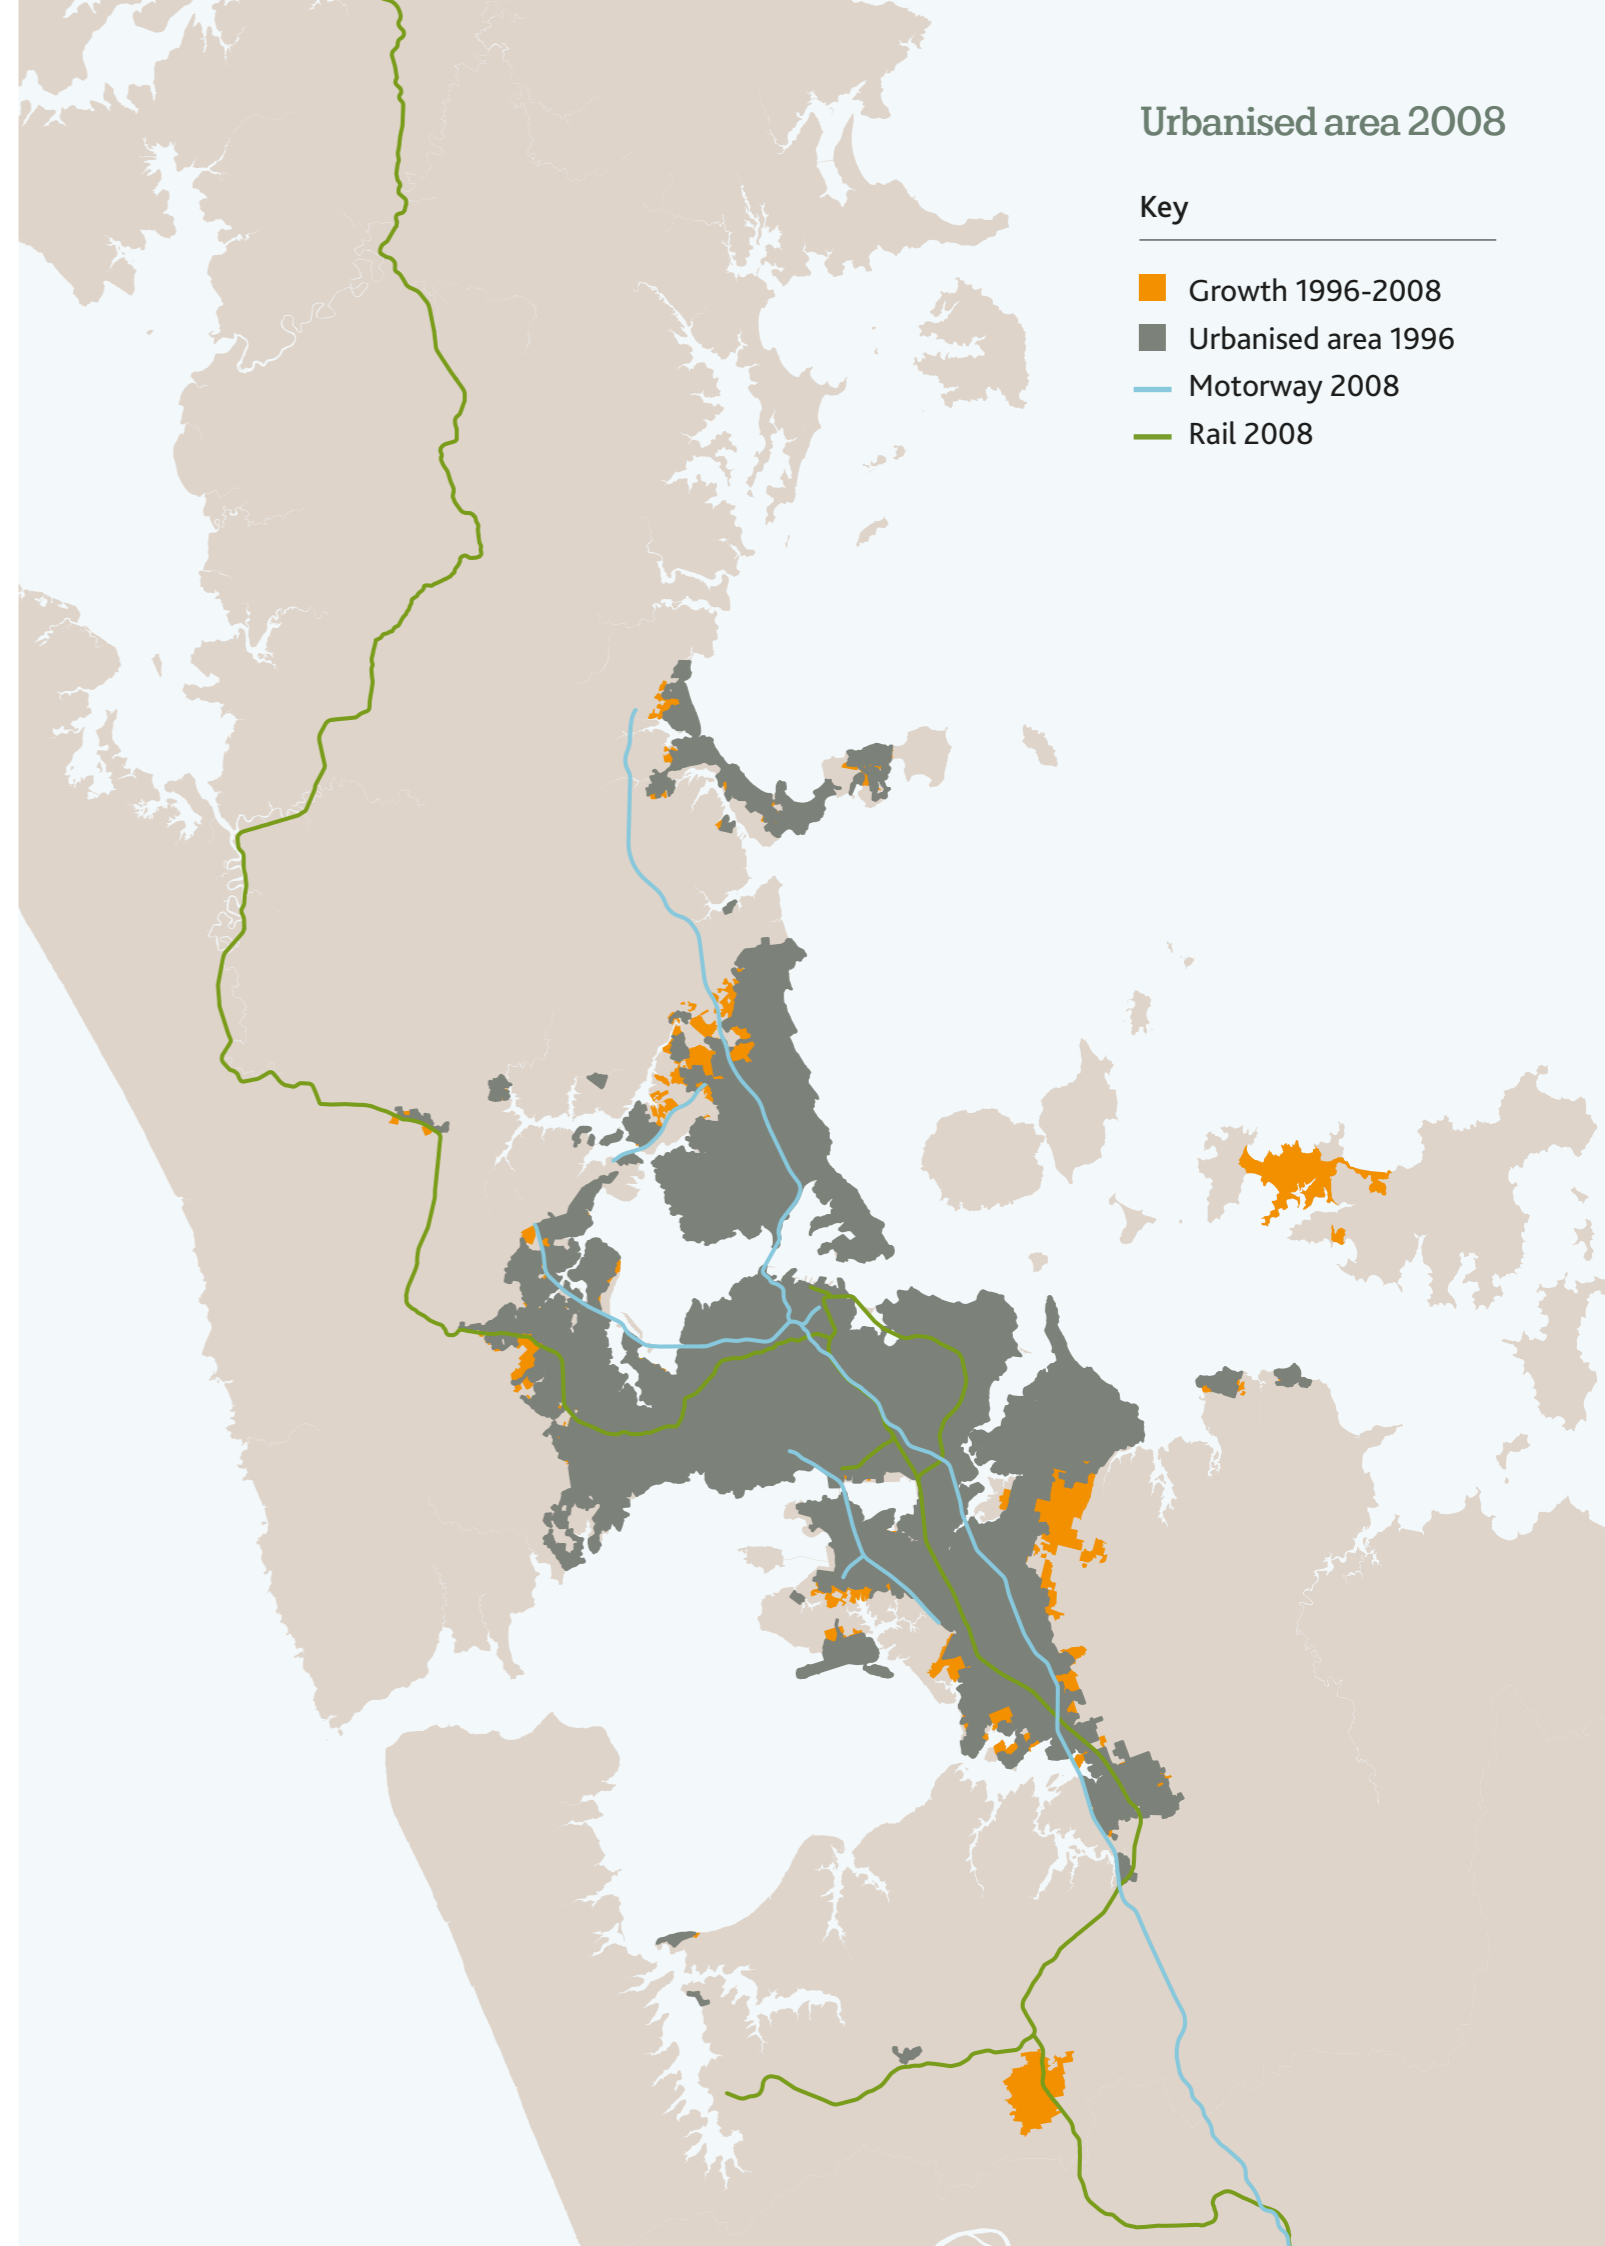 Urbanised area 2008
Key
Growth 1996-2008
Urbanised area 1996
Motorway 2008
Rail 2008